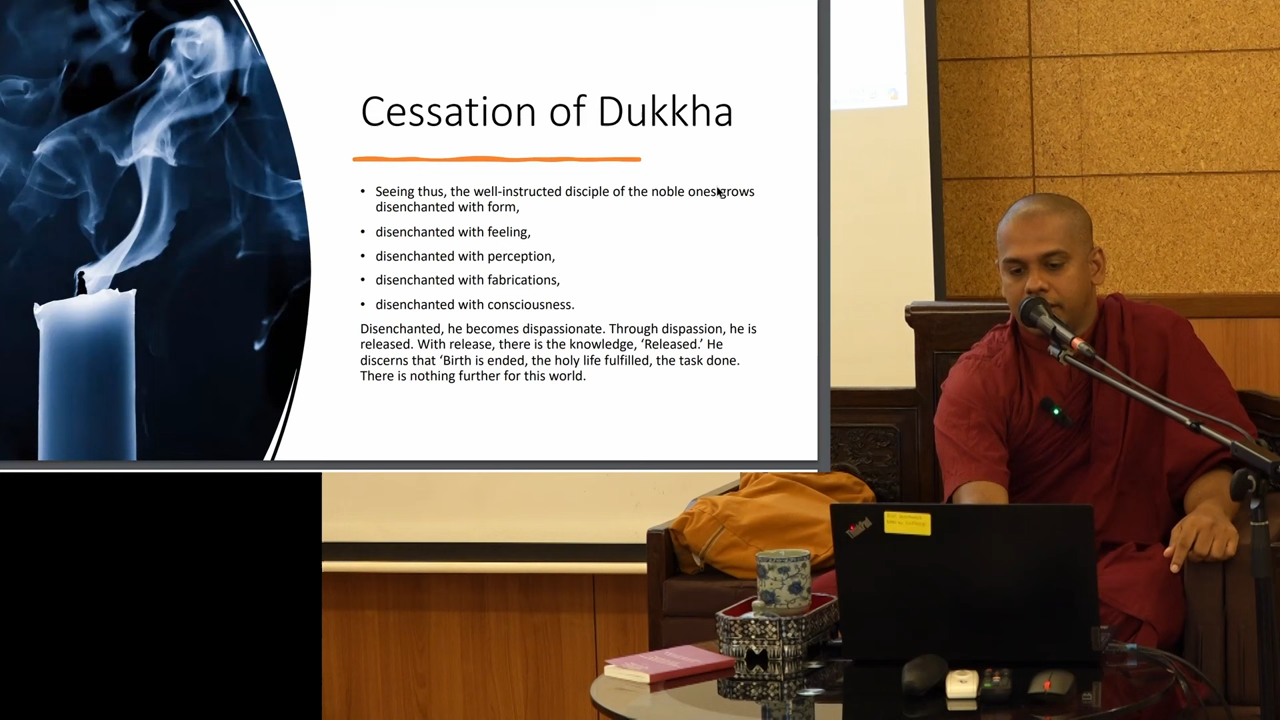 Cessation of Dukkha
• Seeing thus, the well-instructed disciple of the noble ones grows
disenchanted with form,
• disenchanted with feeling,
• disenchanted with perception,
• disenchanted with fabrications,
• disenchanted with consciousness.
Disenchanted, he becomes dispassionate. Through dispassion, he is
released. With release, there is the knowledge, ‘Released.’ He
discerns that ‘Birth is ended, the holy life fulfilled, the task done.
There is nothing further for this world.
ThinkPad